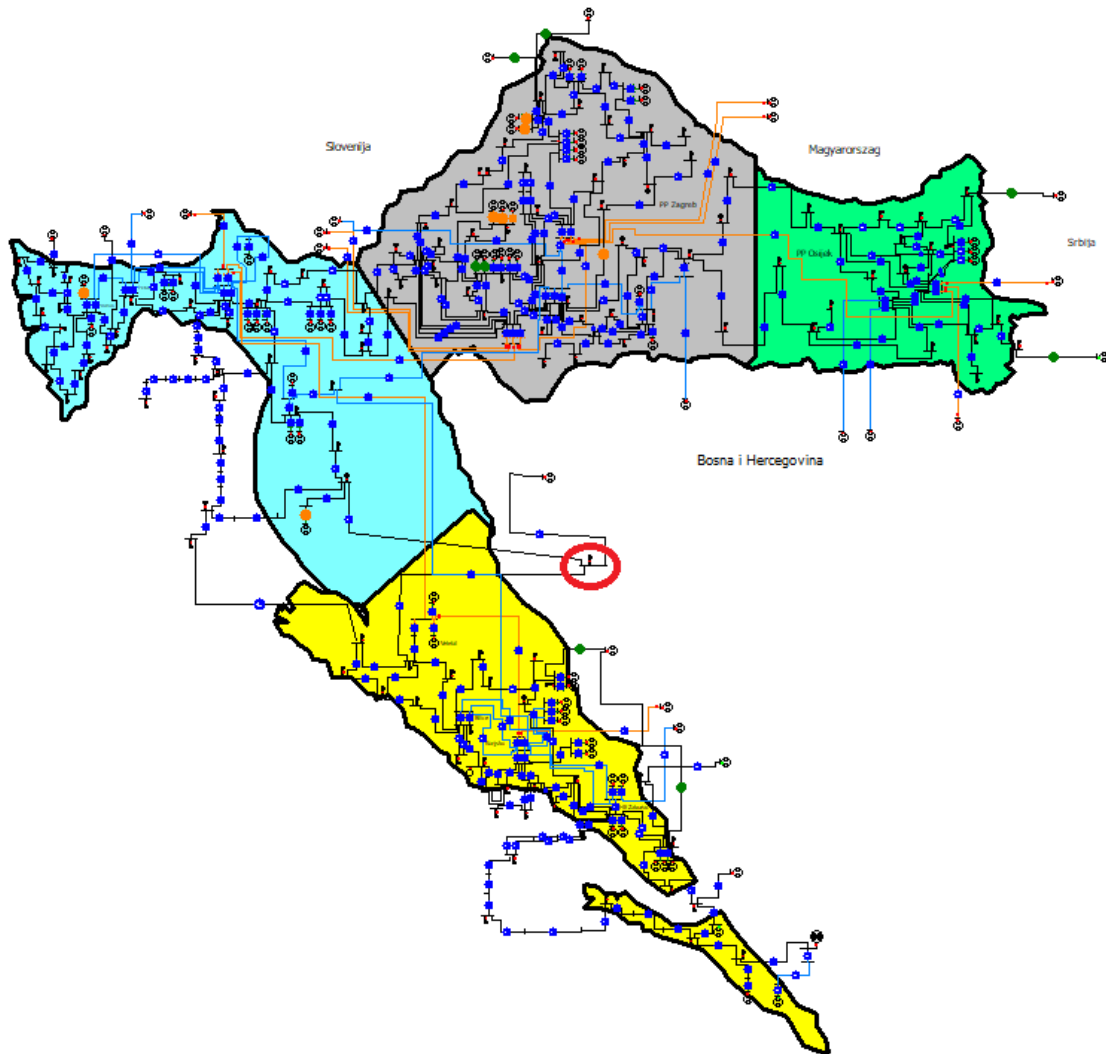 Slovenija
Magyarorszag
PP Zagreb
Srbija
PP Osijek
Bosna i Hercegovina